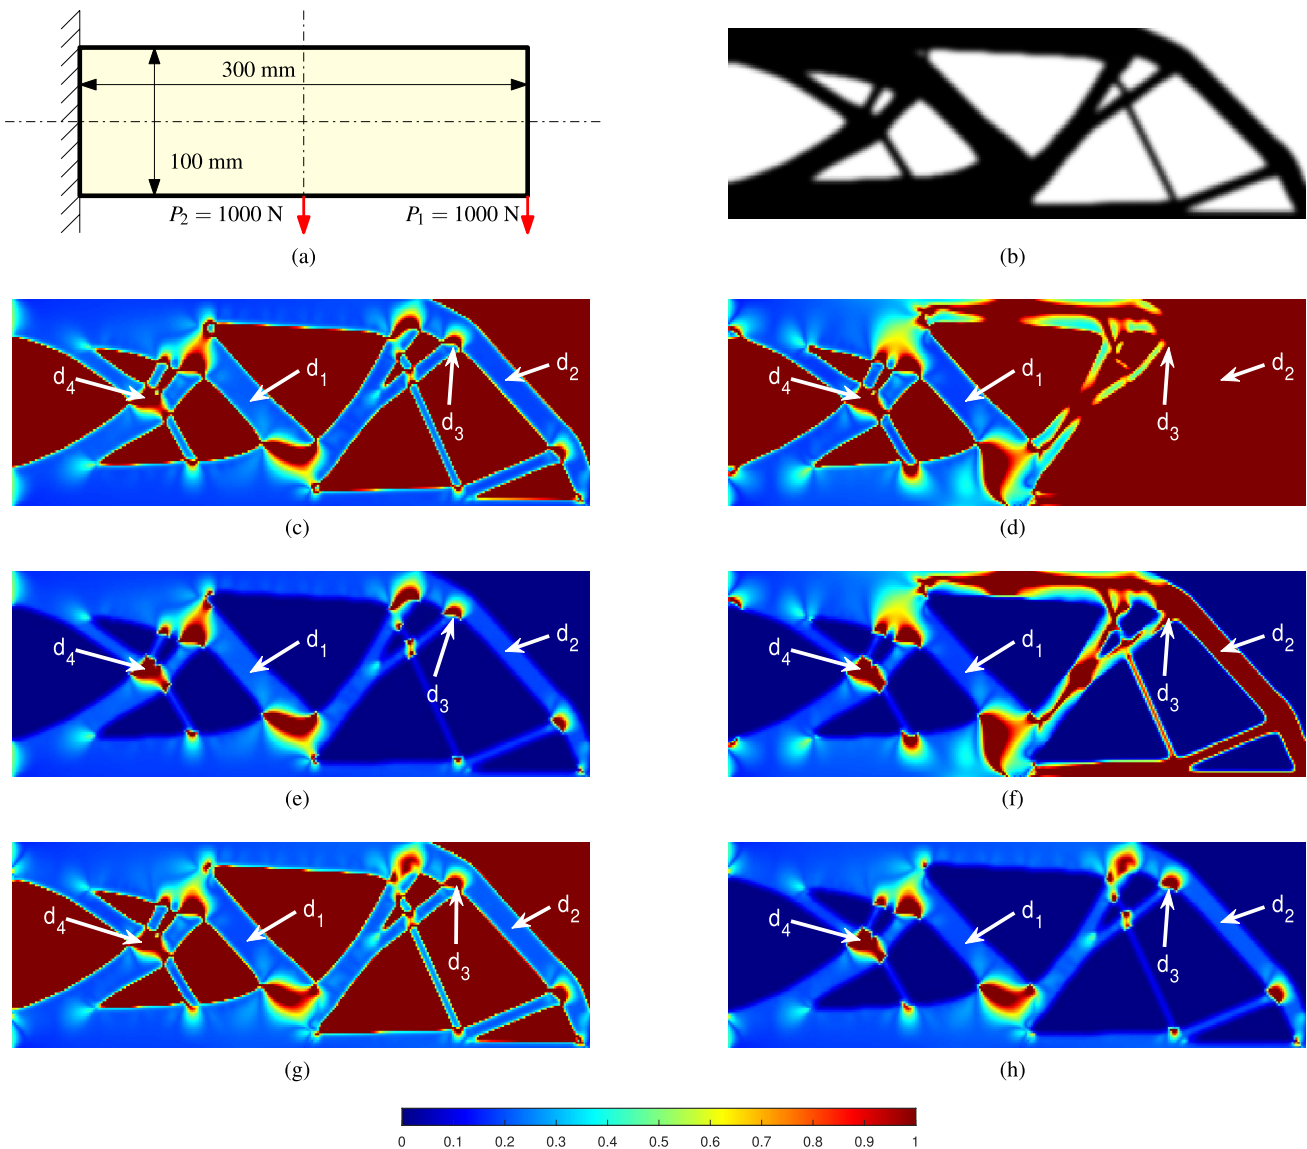 300 mm
100 mm
P2 = 1000 N
P1 = 1000 N
(a)
(b)
d4
d1
d2
d3
(c)
d4
d1
d2
d3
(d)
d4
d1
d2
d3
(e)
d4
d1
d2
d3
(f)
d4
d1
d2
d3
(g)
d4
d1
d2
d3
(h)
0 0.1 0.2 0.3 0.4 0.5 0.6 0.7 0.8 0.9 1